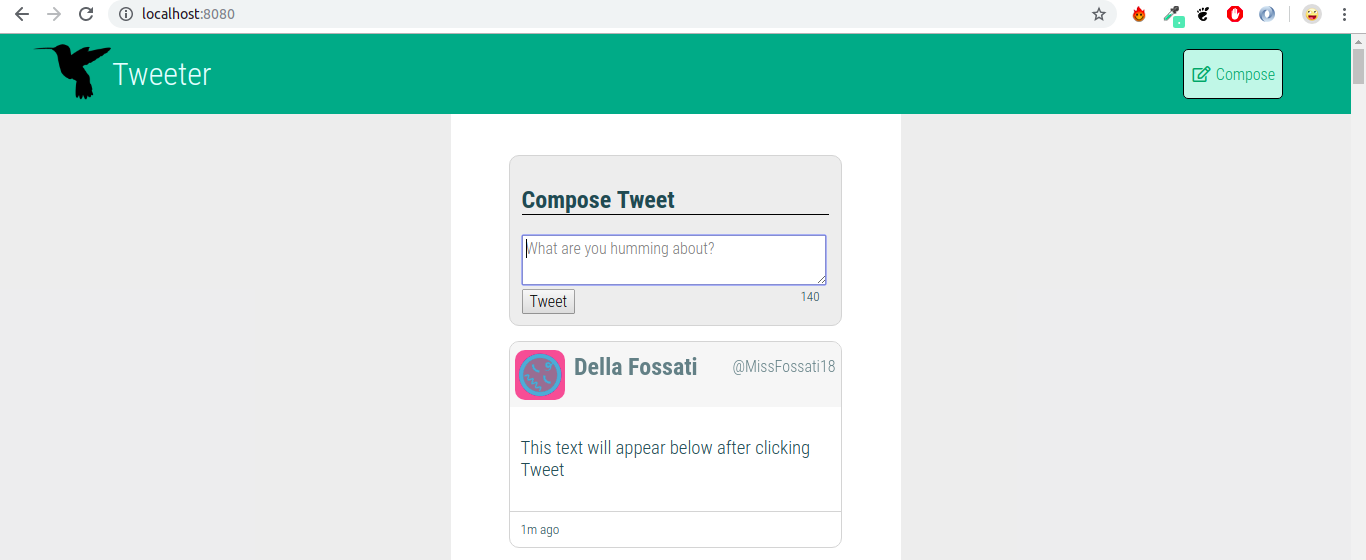 localhost:8080
Tweeter
Compose
Compose Tweet
What are you humming about?
Tweet
140
Della Fossati
@MissFossati18
This text will appear below after clicking
Tweet
1m ago